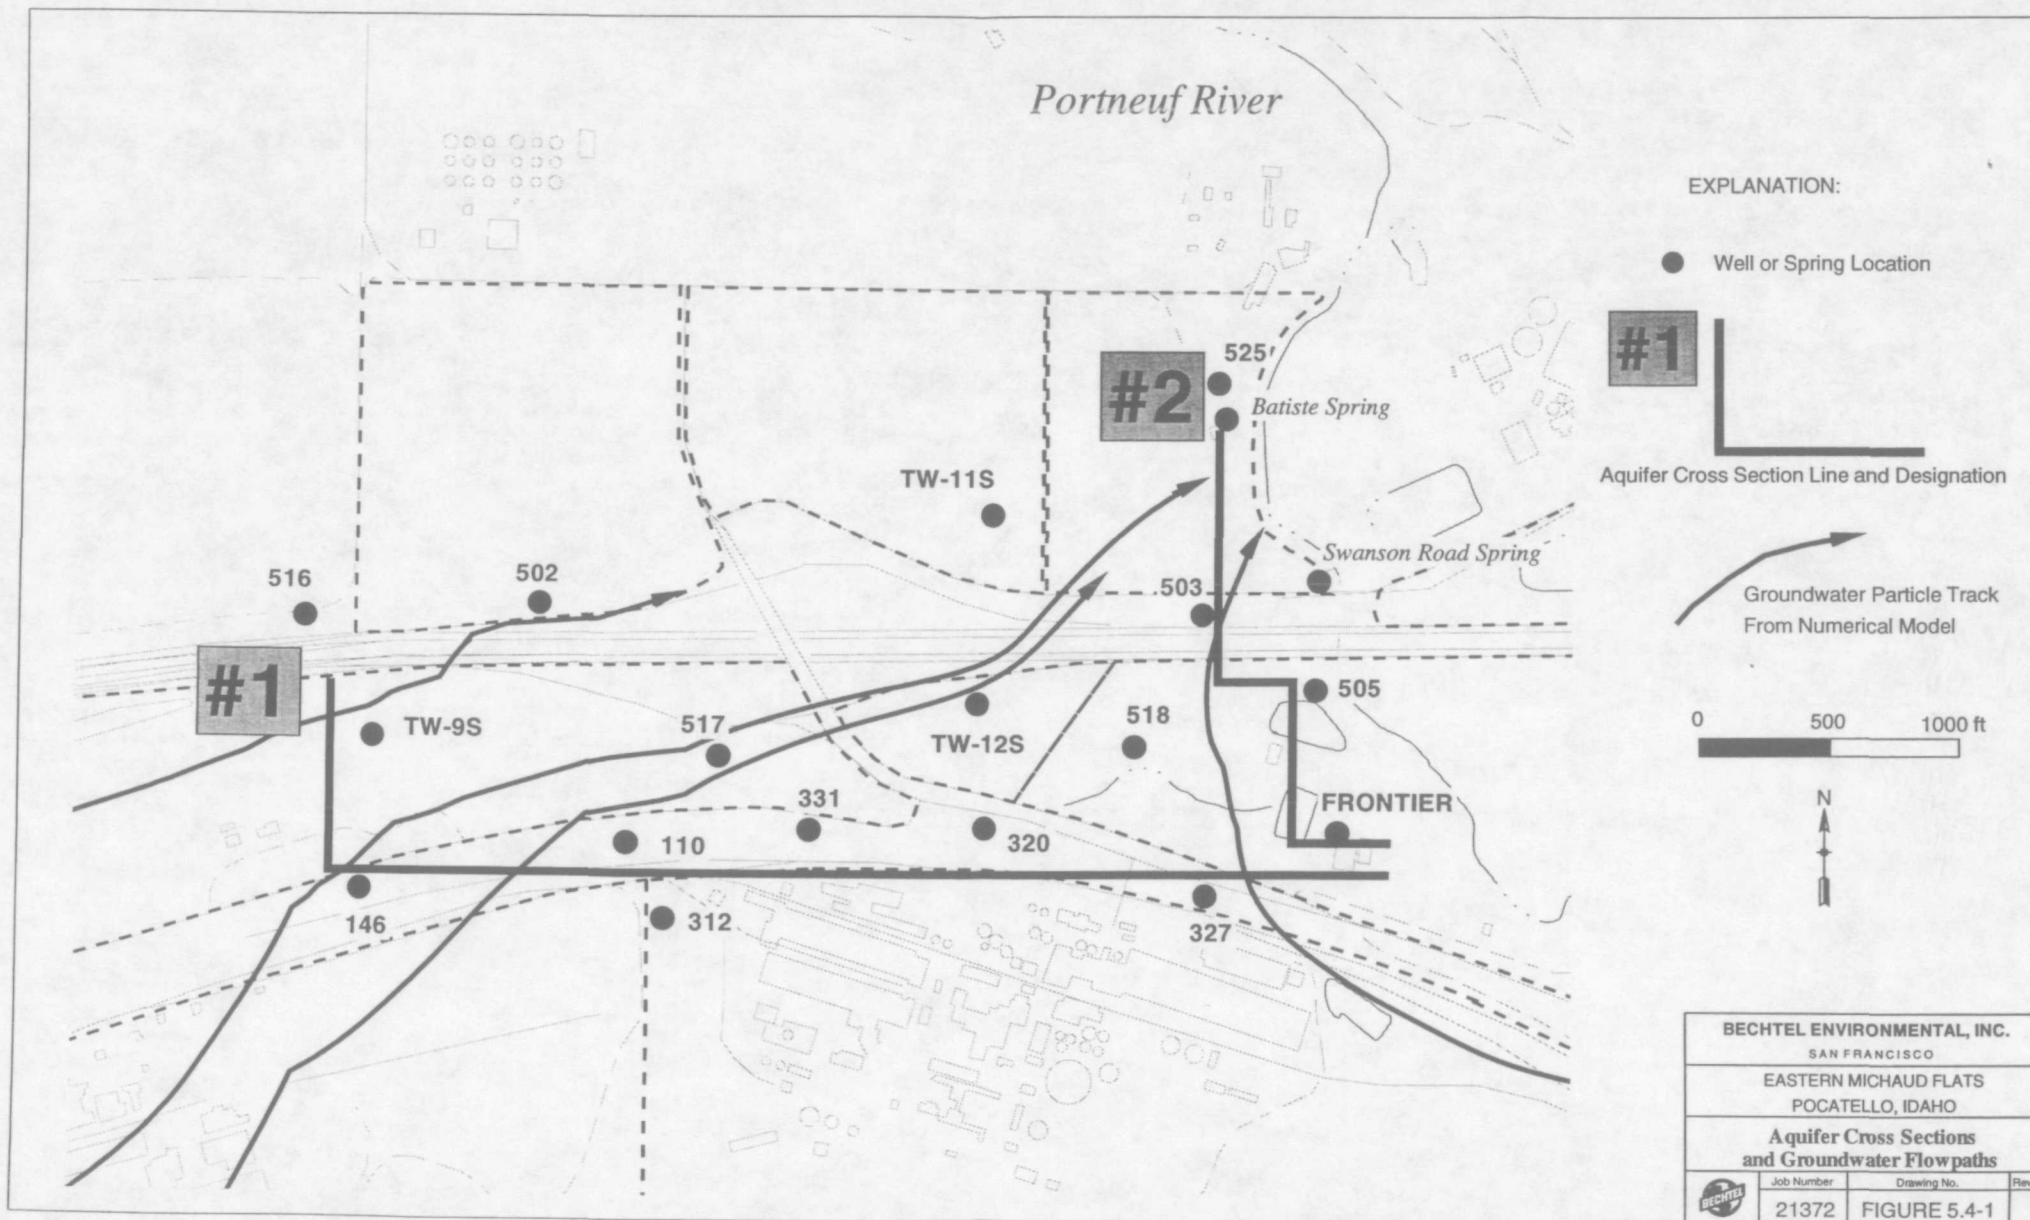 Portneuf River
EXPLANATION:
Well or Spring Location
#1
Aquifer Cross Section Line and Designation
Groundwater Particle Track
From Numerical Model
0 500 1000 ft
N
525
#2
Batiste Spring
TW-11S
Swanson Road Spring
516
502
503
#1
TW-9S
517
TW-12S
518
505
331
FRONTIER
110
320
146
312
327
BECHTEL ENVIRONMENTAL, INC.
SAN FRANCISCO
EASTERN MICHAUD FLATS
POCATELLO, IDAHO
Aquifer Cross Sections
and Groundwater Flowpaths
BECHTEL
Job Number Drawing No. Rev
21372 FIGURE 5.4-1